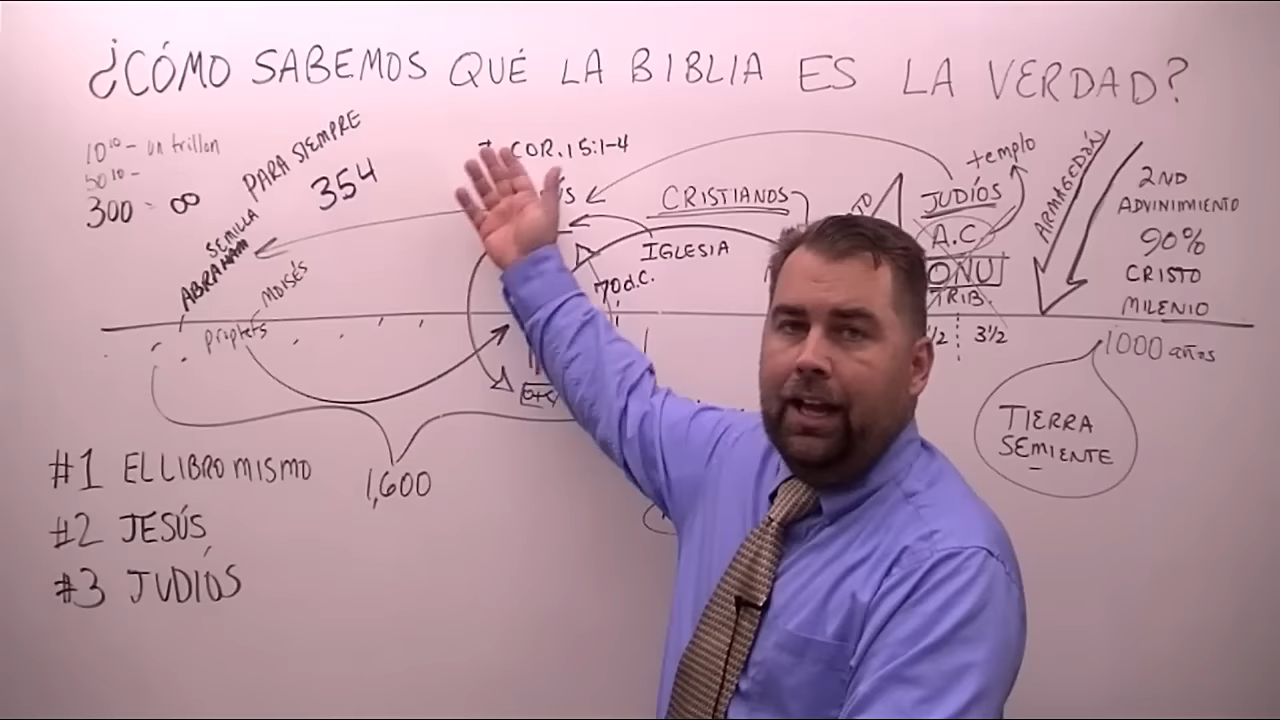 ¿CÓMO SABEMOS QUÉ LA BIBLIA ES LA VERDAD?
10¹⁰ - un trillon
50¹⁰ -
300 - ∞
PARA SIEMPRE
354
COR. 15:1-4
SEMILLA
ABRAHAM
MOISÉS
prophets
CRISTIANOS
IGLESIA
70 d.C.
JUDÍOS
A.C
ONU
TRIB
1/2
3½
templo
ARMAGEDÓN
2ND
ADVINIMIENTO
90%
CRISTO
MILENIO
1000 años
TIERRA
SEMIENTE
1,600
#1 EL LIBRO MISMO
#2 JESÚS
#3 JUDÍOS